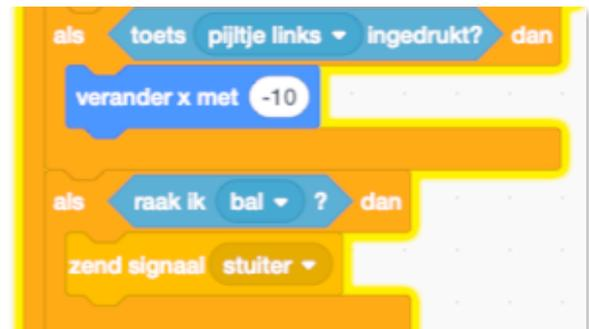 als toets pijltje links ingedrukt? dan
verander x met -10
als raak ik bal ? dan
zend signaal stuiter